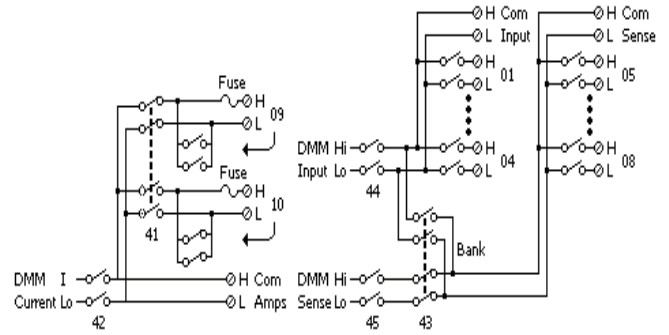 H Com
L Input
H
01
L
H
04
L
H Com
L Sense
H
05
L
H
08
L
Fuse
H
09
L
Fuse
H
10
L
41
DMM Hi
Input Lo
44
Bank
DMM I
Current Lo
42
H Com
L Amps
DMM Hi
Sense Lo
45
43